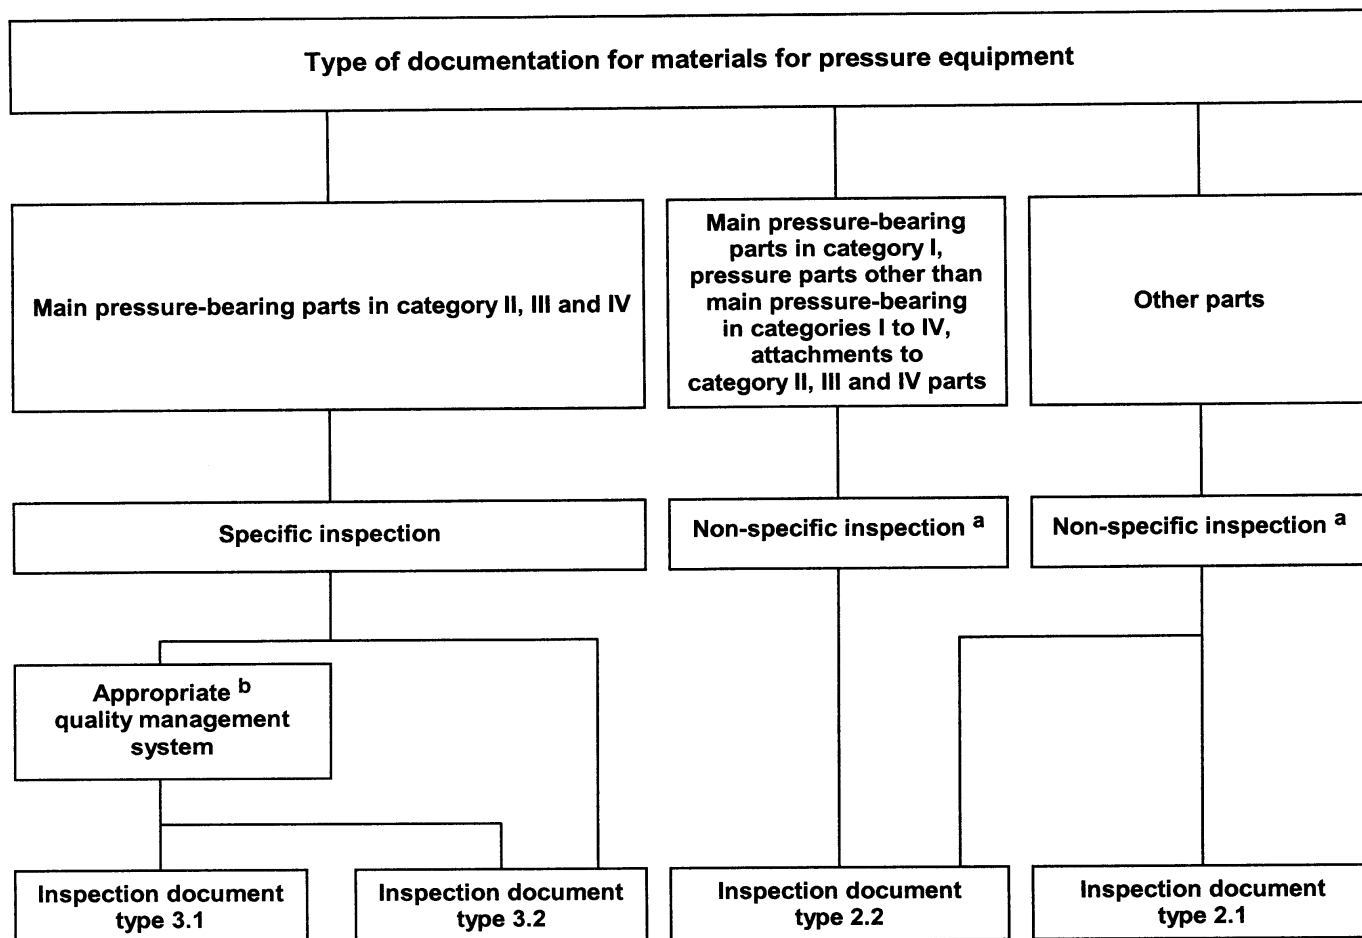 Type of documentation for materials for pressure equipment
Main pressure-bearing parts in category II, III and IV
Main pressure-bearing
parts in category I,
pressure parts other than
main pressure-bearing
in categories I to IV,
attachments to
category II, III and IV parts
Other parts
Specific inspection
Non-specific inspection a
Non-specific inspection a
Appropriate b
quality management
system
Inspection document
type 3.1
Inspection document
type 3.2
Inspection document
type 2.2
Inspection document
type 2.1